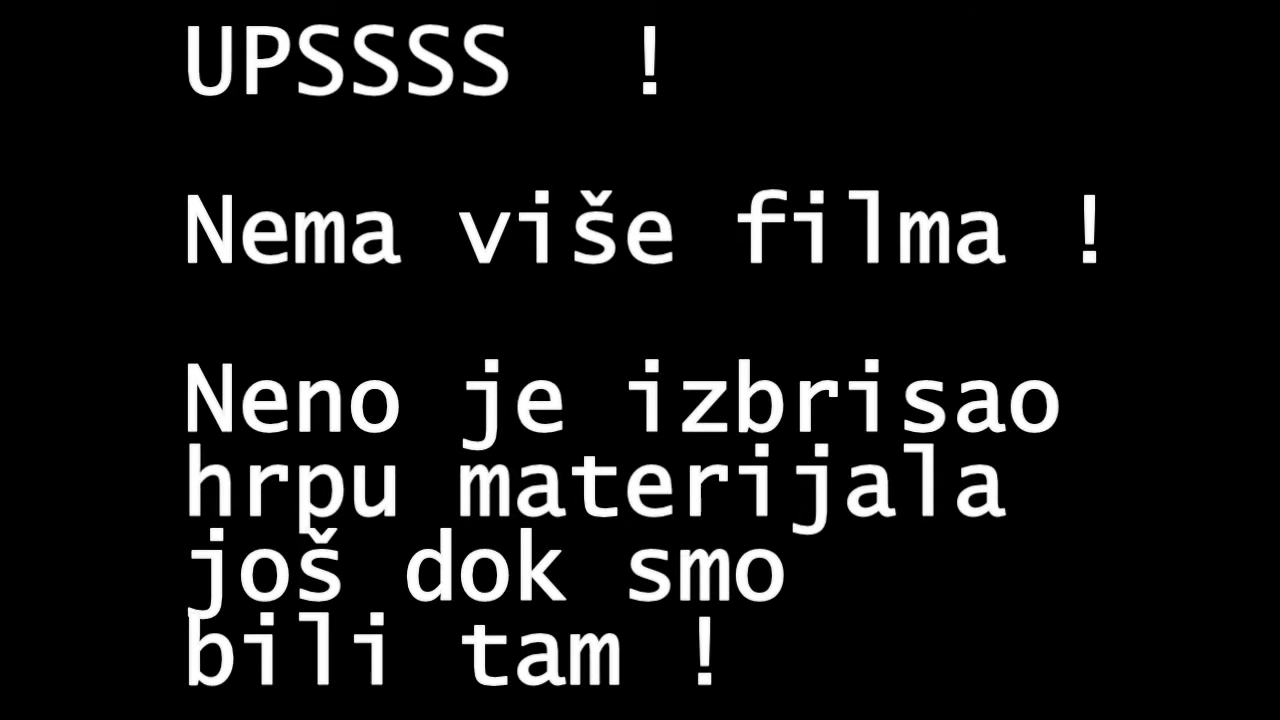 UPSSSS !
Nema više filma !
Neno je izbrisao
hrpu materijala
još dok smo
bili tam !